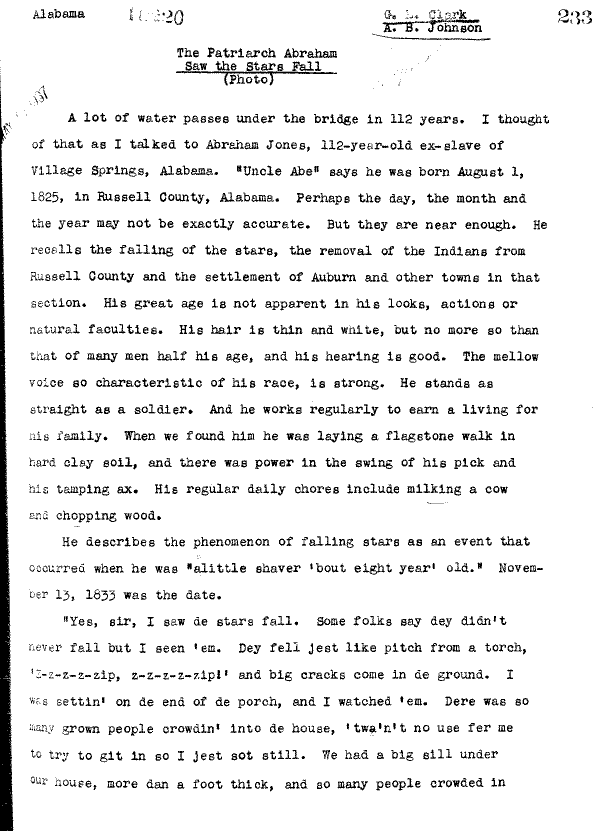 Alabama G. L. Clark 233
A. B. Johnson
The Patriarch Abraham
Saw the Stars Fall
(Photo)
A lot of water passes under the bridge in 112 years. I thought
of that as I talked to Abraham Jones, 112-year-old ex-slave of
Village Springs, Alabama. "Uncle Abe" says he was born August 1,
1825, in Russell County, Alabama. Perhaps the day, the month and
the year may not be exactly accurate. But they are near enough. He
recalls the falling of the stars, the removal of the Indians from
Russell County and the settlement of Auburn and other towns in that
section. His great age is not apparent in his looks, actions or
natural faculties. His hair is thin and white, but no more so than
that of many men half his age, and his hearing is good. The mellow
voice so characteristic of his race, is strong. He stands as
straight as a soldier. And he works regularly to earn a living for
his family. When we found him he was laying a flagstone walk in
hard clay soil, and there was power in the swing of his pick and
his tamping ax. His regular daily chores include milking a cow
and chopping wood.
He describes the phenomenon of falling stars as an event that
occurred when he was "alittle shaver 'bout eight year' old." Novem-
ber 13, 1833 was the date.
"Yes, sir, I saw de stars fall. Some folks say dey didn't
never fall but I seen 'em. Dey fell jest like pitch from a torch,
'Z-z-z-z-zip, z-z-z-z-zip!' and big cracks come in de ground. I
was settin' on de end of de porch, and I watched 'em. Dere was so
many grown people crowdin' into de house, 'twa'n't no use fer me
to try to git in so I jest sot still. We had a big sill under
our house, more dan a foot thick, and so many people crowded in